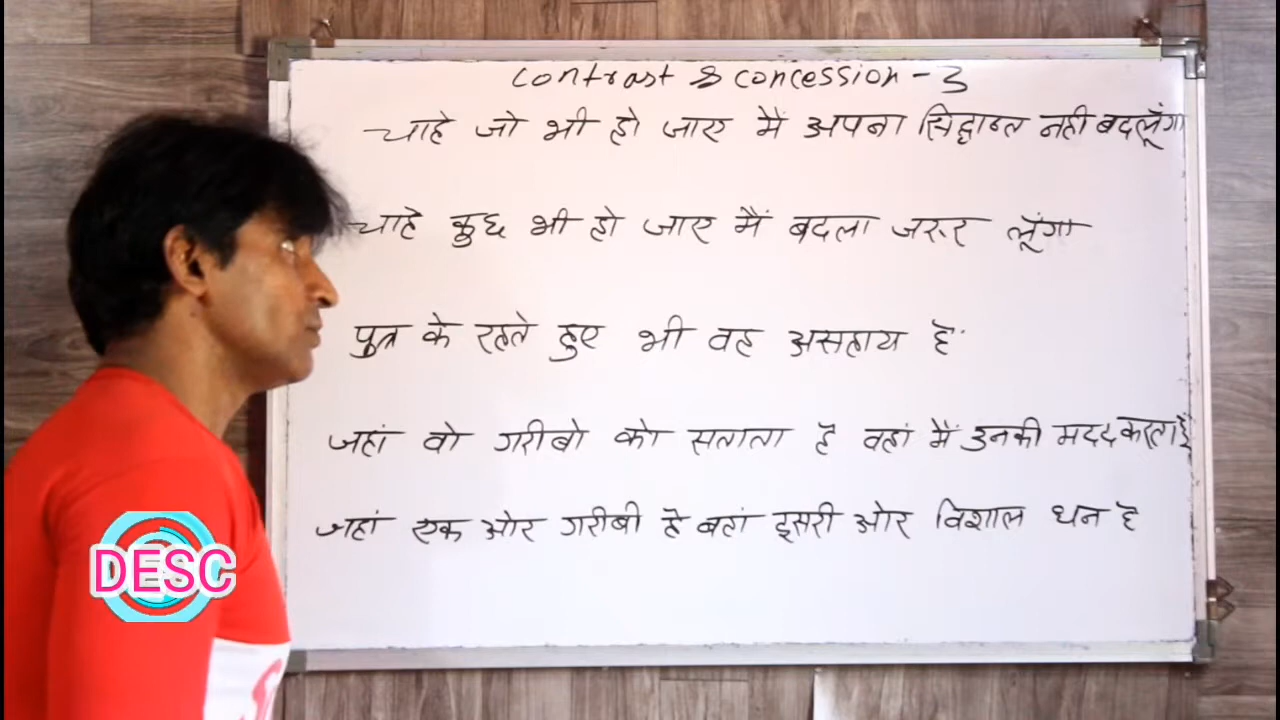 Contrast & concession - 3
चाहे जो भी हो जाए मैं अपना सिद्धान्त नही बदलूँगा
चाहे कुछ भी हो जाए मैं बदला जरुर लूंगा
पुत्र के रहते हुए भी वह असहाय है
जहां वो गरीबो को सताता है वहां मैं उनकी मदद करता हूँ
जहां एक ओर गरीबी है वहां दुसरी ओर विशाल धन है
DESC